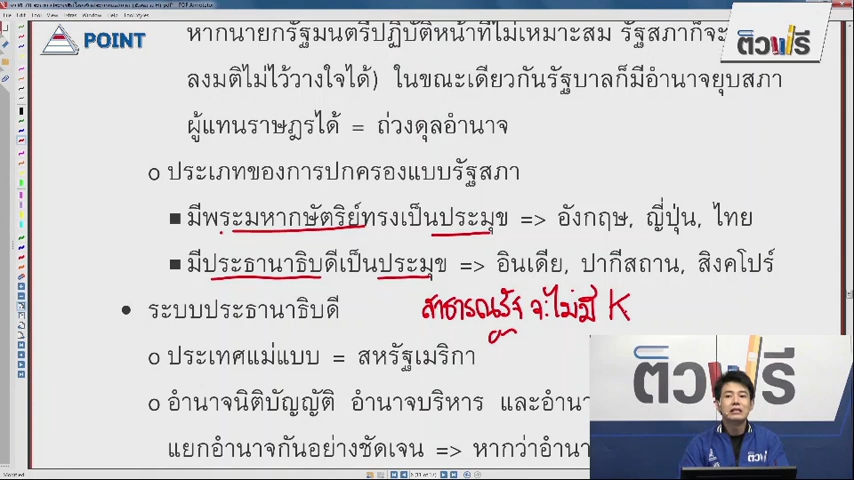 POINT
ติวฟรี
หากนายกรัฐมนตรีปฏิบัติหน้าที่ไม่เหมาะสม รัฐสภาก็จะ
ลงมติไม่ไว้วางใจได้) ในขณะเดียวกันรัฐบาลก็มีอำนาจยุบสภา
ผู้แทนราษฎรได้ = ถ่วงดุลอำนาจ
o ประเภทของการปกครองแบบรัฐสภา
▪ มีพระมหากษัตริย์ทรงเป็นประมุข => อังกฤษ, ญี่ปุ่น, ไทย
▪ มีประธานาธิบดีเป็นประมุข => อินเดีย, ปากีสถาน, สิงคโปร์
• ระบบประธานาธิบดี สาธารณรัฐ จะไม่มี K
o ประเทศแม่แบบ = สหรัฐเมริกา
o อำนาจนิติบัญญัติ อำนาจบริหาร และอำน
แยกอำนาจกันอย่างชัดเจน => หากว่าอำนา
ติวฟรี
ติวฟรี